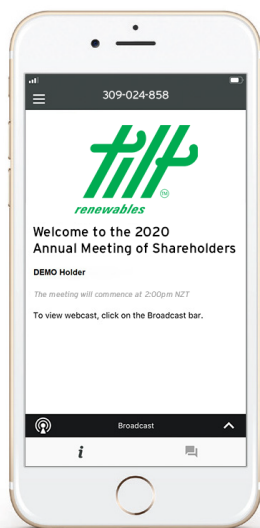 309-024-858
tilt
TM
renewables
Welcome to the 2020
Annual Meeting of Shareholders
DEMO Holder
The meeting will commence at 2:00pm NZT
To view webcast, click on the Broadcast bar.
Broadcast
i